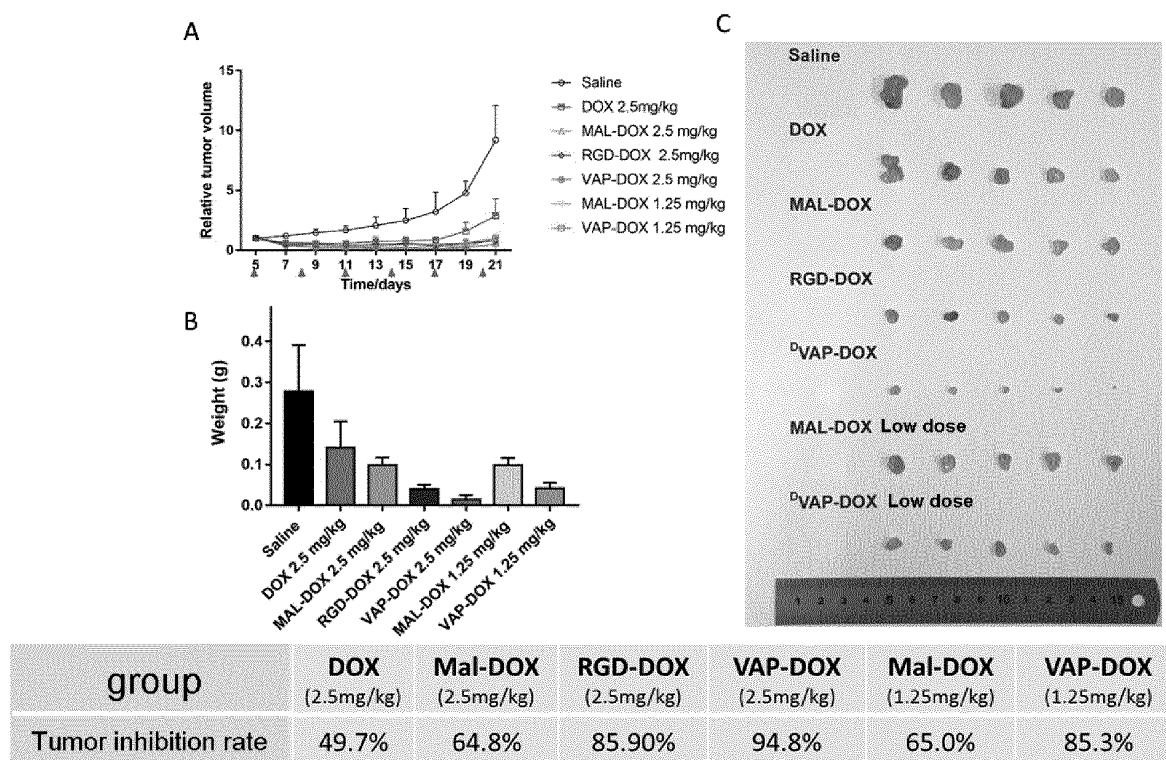 A
15
10
5
0
Relative tumor volume
5 7 9 11 13 15 17 19 21
Time/days
Saline
DOX 2.5mg/kg
MAL-DOX 2.5 mg/kg
RGD-DOX 2.5mg/kg
VAP-DOX 2.5 mg/kg
MAL-DOX 1.25 mg/kg
VAP-DOX 1.25 mg/kg
B
0.4
0.3
0.2
0.1
0.0
Weight (g)
Saline
DOX 2.5 mg/kg
MAL-DOX 2.5 mg/kg
RGD-DOX 2.5 mg/kg
VAP-DOX 2.5 mg/kg
MAL-DOX 1.25 mg/kg
VAP-DOX 1.25 mg/kg
C
Saline
DOX
MAL-DOX
RGD-DOX
ᴰVAP-DOX
MAL-DOX Low dose
ᴰVAP-DOX Low dose
group DOX Mal-DOX RGD-DOX VAP-DOX Mal-DOX VAP-DOX
(2.5mg/kg) (2.5mg/kg) (2.5mg/kg) (2.5mg/kg) (1.25mg/kg) (1.25mg/kg)
Tumor inhibition rate 49.7% 64.8% 85.90% 94.8% 65.0% 85.3%